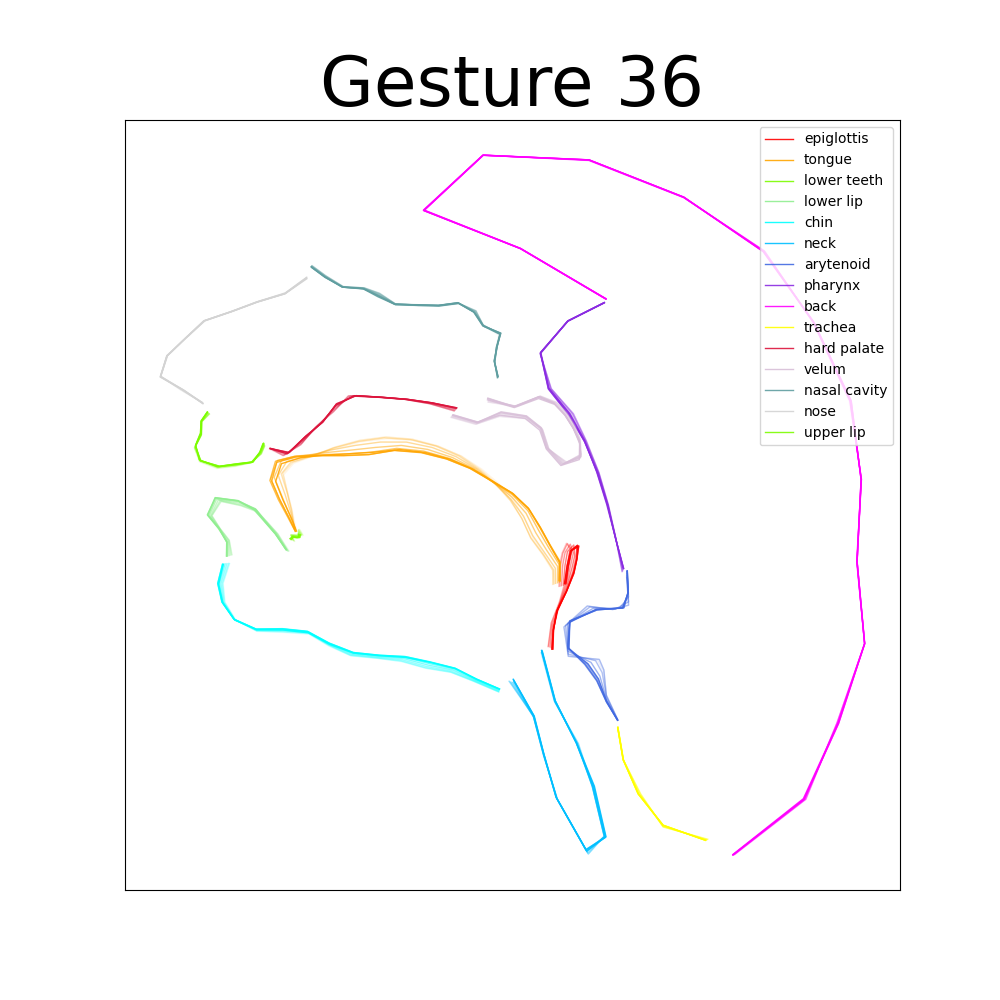 Gesture 36
epiglottis
tongue
lower teeth
lower lip
chin
neck
arytenoid
pharynx
back
trachea
hard palate
velum
nasal cavity
nose
upper lip